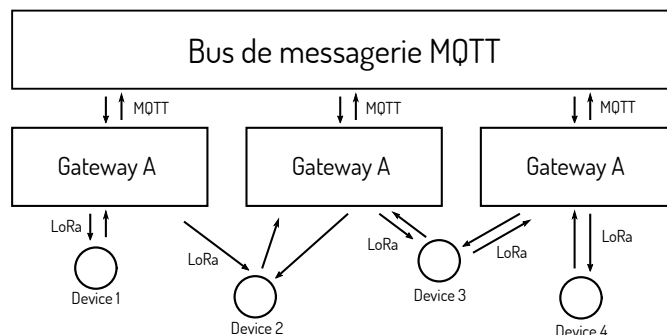 Bus de messagerie MQTT
MQTT
MQTT
MQTT
Gateway A
Gateway A
Gateway A
LoRa
LoRa
LoRa
LoRa
LoRa
Device 1
Device 2
Device 3
Device 4